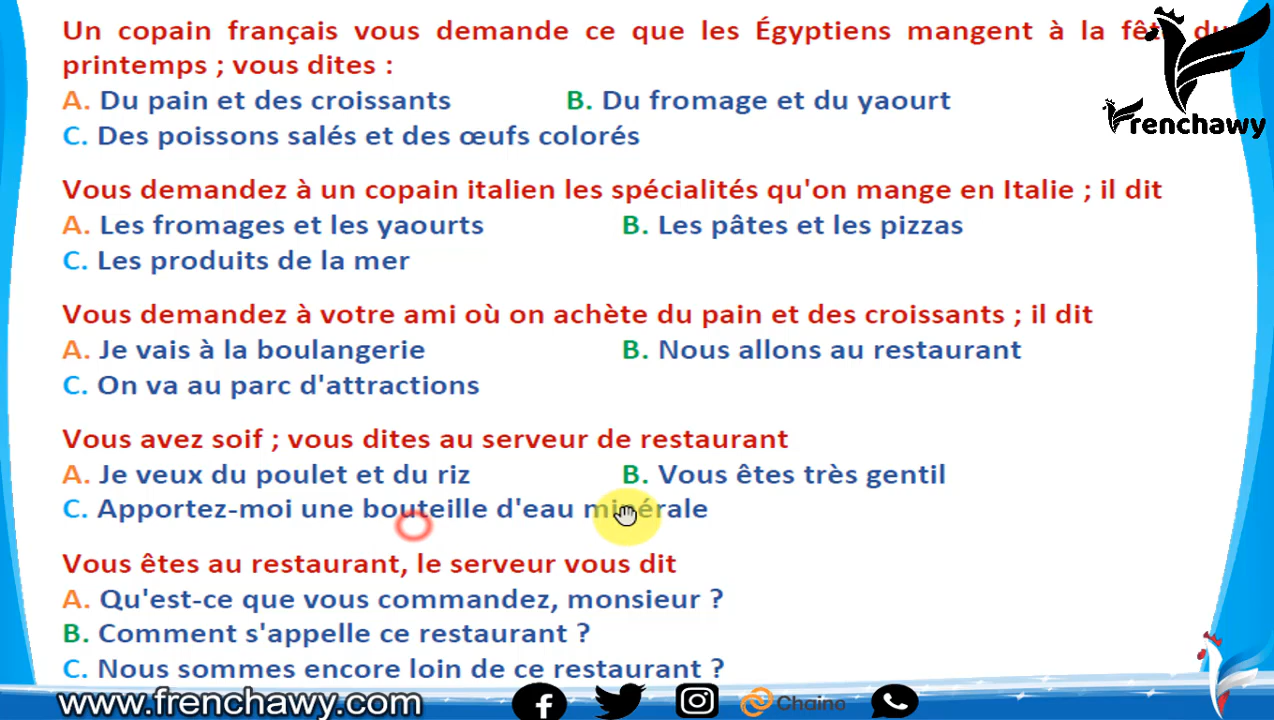 Un copain français vous demande ce que les Égyptiens mangent à la fête du
printemps ; vous dites :
A. Du pain et des croissants B. Du fromage et du yaourt
C. Des poissons salés et des œufs colorés
Vous demandez à un copain italien les spécialités qu'on mange en Italie ; il dit
A. Les fromages et les yaourts B. Les pâtes et les pizzas
C. Les produits de la mer
Vous demandez à votre ami où on achète du pain et des croissants ; il dit
A. Je vais à la boulangerie B. Nous allons au restaurant
C. On va au parc d'attractions
Vous avez soif ; vous dites au serveur de restaurant
A. Je veux du poulet et du riz B. Vous êtes très gentil
C. Apportez-moi une bouteille d'eau minérale
Vous êtes au restaurant, le serveur vous dit
A. Qu'est-ce que vous commandez, monsieur ?
B. Comment s'appelle ce restaurant ?
C. Nous sommes encore loin de ce restaurant ?
Frenchawy
www.frenchawy.com Chaino